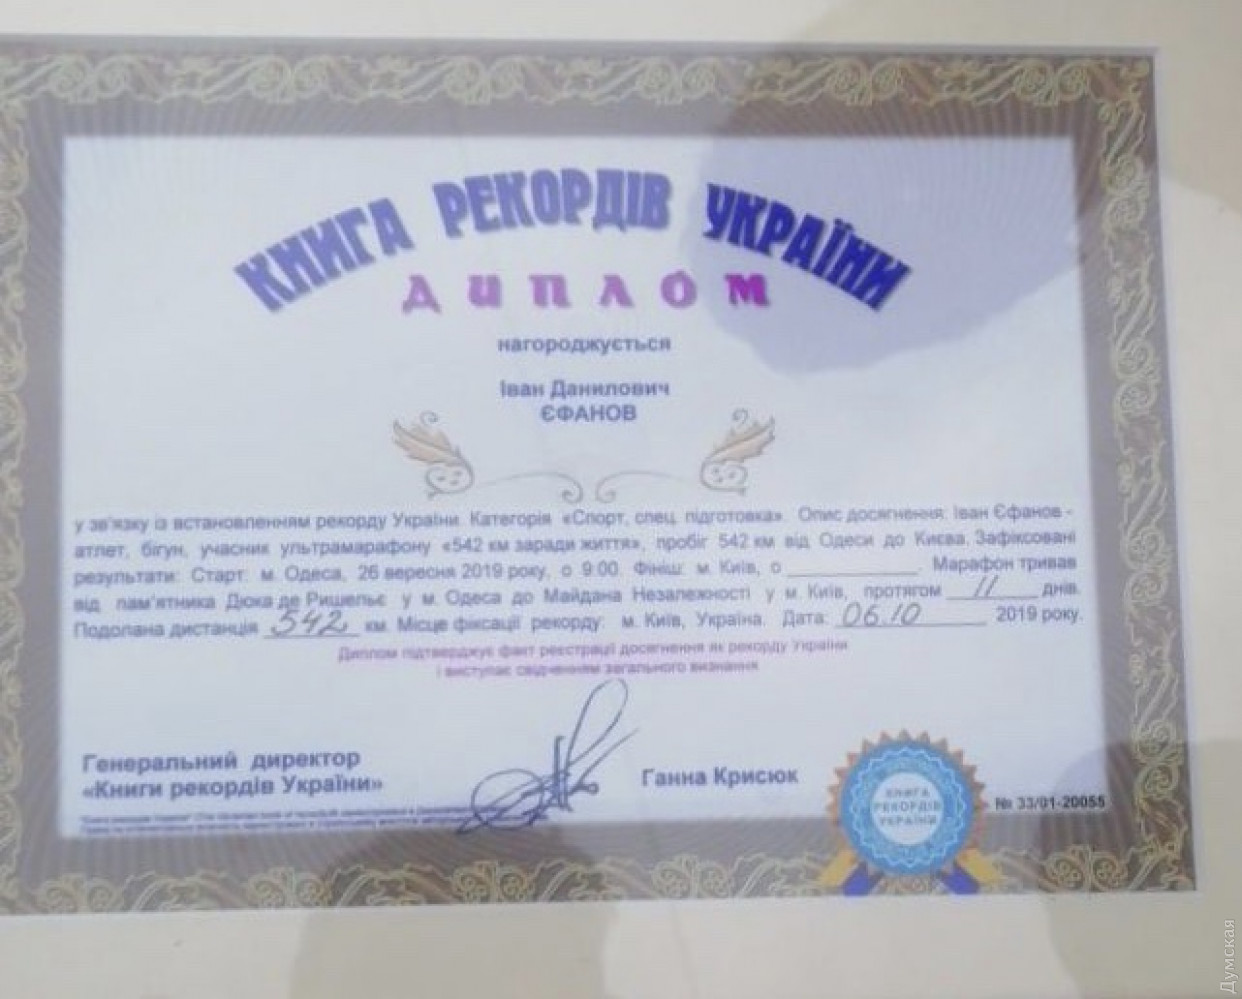 КНИГА РЕКОРДІВ УКРАЇНИ
ДИПЛОМ
нагороджується
Іван Данилович
ЄФАНОВ
у зв'язку із встановленням рекорду України. Категорія «Спорт, спец. підготовка». Опис досягнення: Іван Єфанов -
атлет, бігун, учасник ультрамарафону «542 км заради життя», пробіг 542 км від Одеси до Києва. Зафіксовані
результати: Старт: м. Одеса, 26 вересня 2019 року, о 9:00. Фініш: м. Київ, о ____________. Марафон тривав
від пам'ятника Дюка де Ришельє у м. Одеса до Майдана Незалежності у м. Київ, протягом 11 днів.
Подолана дистанція 542 км. Місце фіксації рекорду: м. Київ, Україна. Дата: 06.10 2019 року.
Диплом підтверджує факт реєстрації досягнення як рекорду України
і виступає свідченням загального визнання
Генеральний директор
«Книги рекордів України»
Ганна Крисюк
КНИГА
РЕКОРДІВ
УКРАЇНИ
№ 33/01-20055
Думская